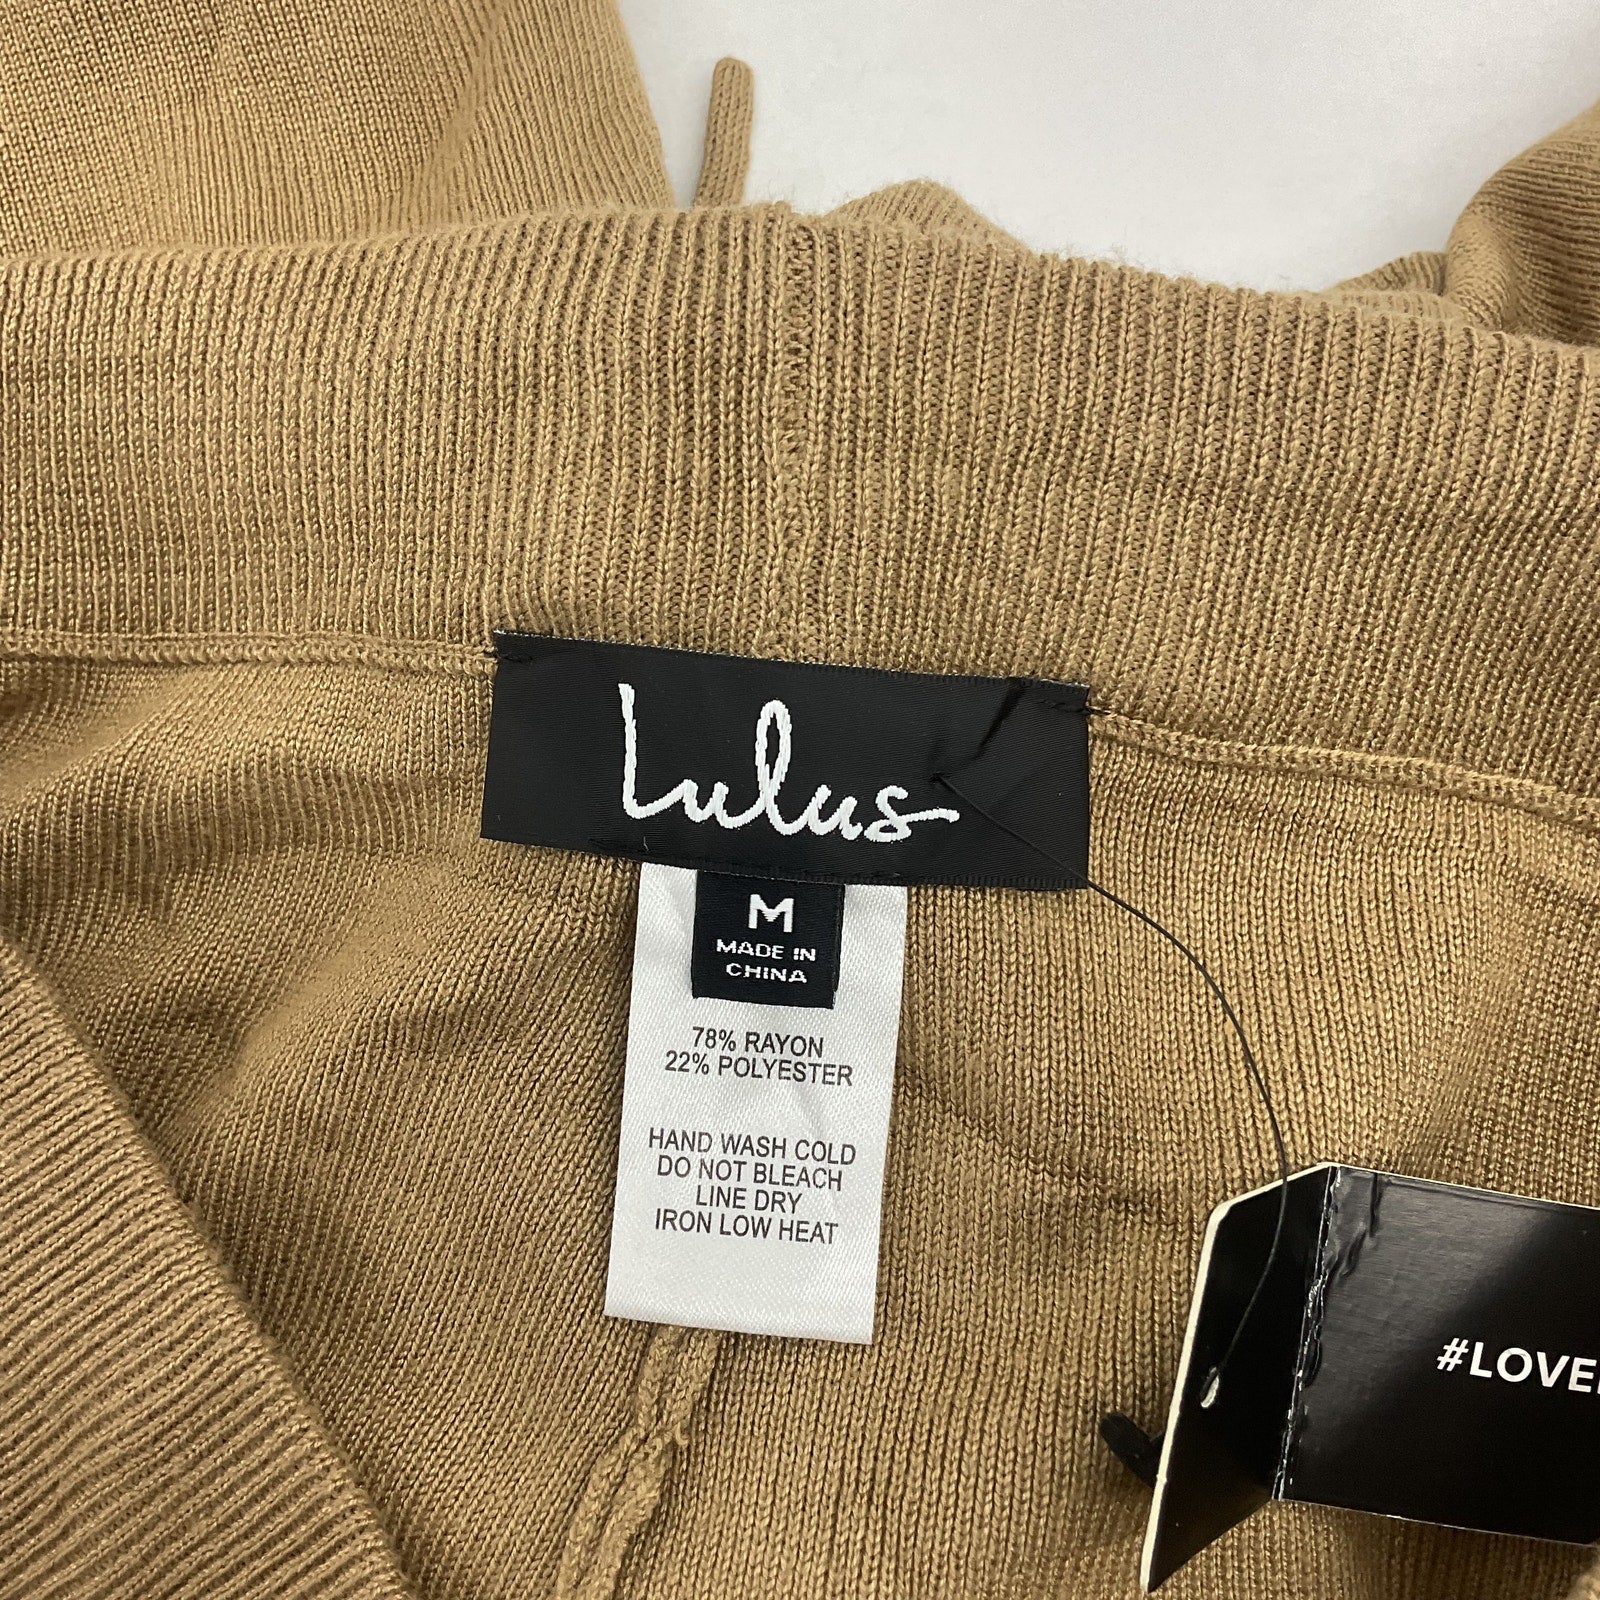 Lulus
M
MADE IN
CHINA
78% RAYON
22% POLYESTER
HAND WASH COLD
DO NOT BLEACH
LINE DRY
IRON LOW HEAT
#LOVE